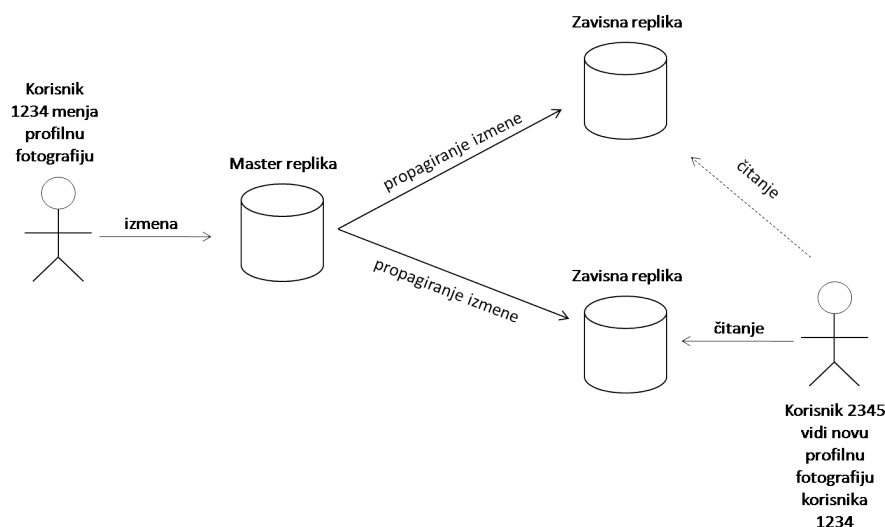 Zavisna replika
Korisnik
1234 menja
profilnu
fotografiju
propagiranje izmene
Master replika
čitanje
izmena
propagiranje izmene
Zavisna replika
čitanje
Korisnik 2345
vidi novu
profilnu
fotografiju
korisnika
1234